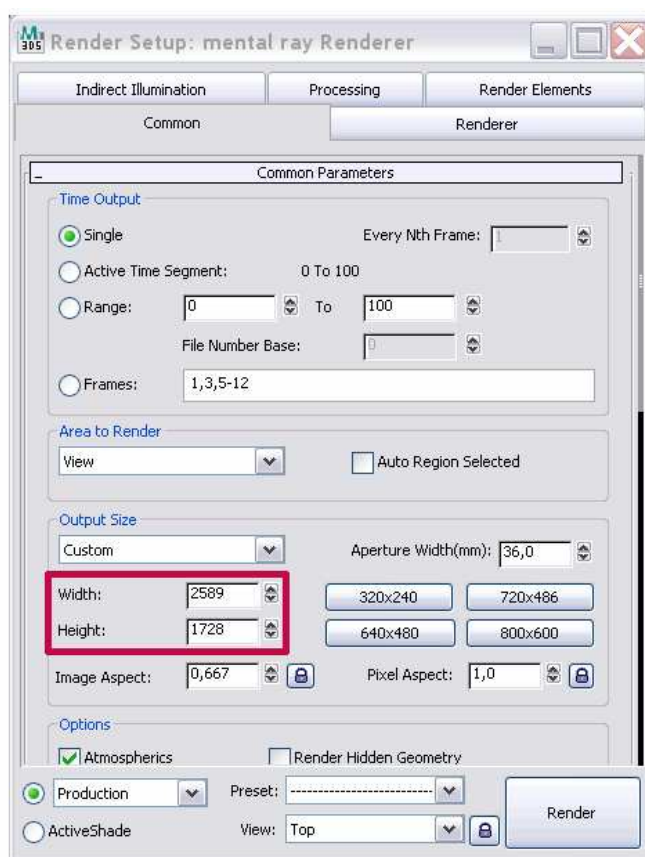 M 3DS Render Setup: mental ray Renderer
Indirect Illumination Processing Render Elements
Common Renderer
- Common Parameters
Time Output
Single Every Nth Frame: 1
Active Time Segment: 0 To 100
Range: 0 To 100
File Number Base: 0
Frames: 1,3,5-12
Area to Render
View Auto Region Selected
Output Size
Custom Aperture Width(mm): 36,0
Width: 2589 320x240 720x486
Height: 1728 640x480 800x600
Image Aspect: 0,667 Pixel Aspect: 1,0
Options
Atmospherics Render Hidden Geometry
Production Preset: -------------------------
ActiveShade View: Top Render